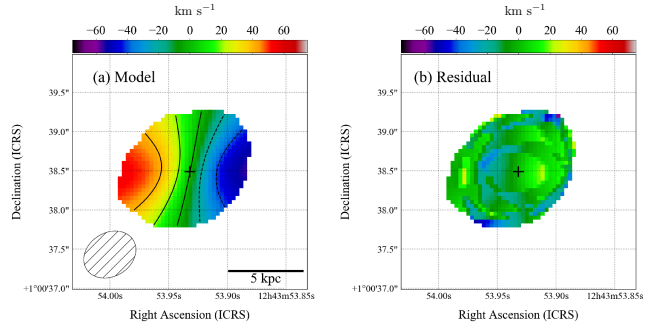 km s⁻¹
−60 −40 −20 0 20 40 60
(a) Model
39.5″
39.0″
38.5″
38.0″
37.5″
+1°00′37.0″
Declination (ICRS)
5 kpc
54.00s 53.95s 53.90s 12h43m53.85s
Right Ascension (ICRS)
km s⁻¹
−60 −40 −20 0 20 40 60
(b) Residual
39.5″
39.0″
38.5″
38.0″
37.5″
+1°00′37.0″
Declination (ICRS)
54.00s 53.95s 53.90s 12h43m53.85s
Right Ascension (ICRS)